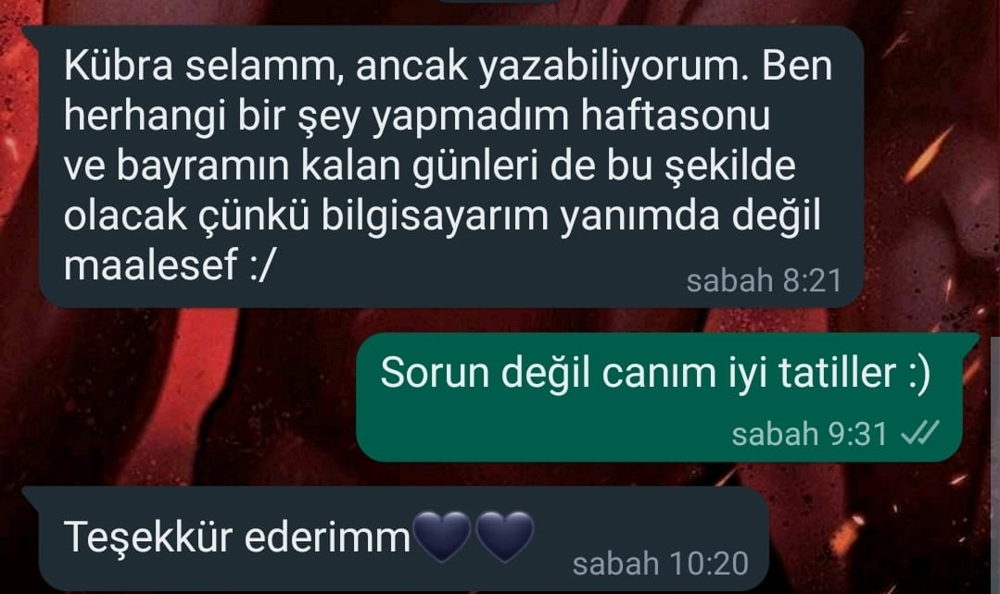 Kübra selamm, ancak yazabiliyorum. Ben
herhangi bir şey yapmadım haftasonu
ve bayramın kalan günleri de bu şekilde
olacak çünkü bilgisayarım yanımda değil
maalesef :/
sabah 8:21
Sorun değil canım iyi tatiller :)
sabah 9:31
Teşekkür ederimm🖤🖤
sabah 10:20